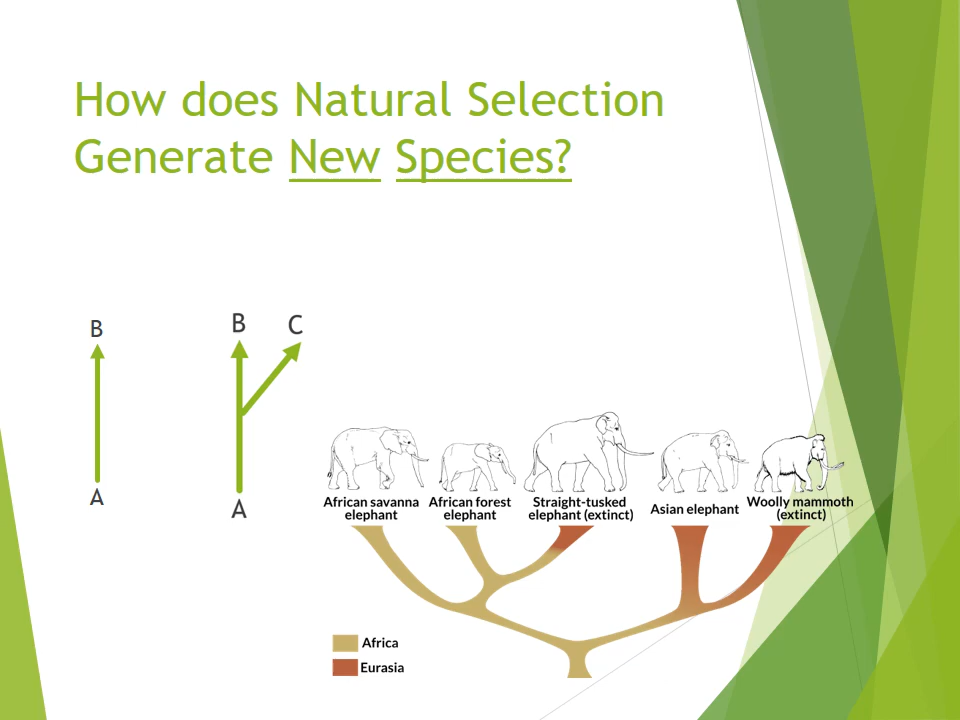 How does Natural Selection
Generate New Species?
B
A
B
C
A
African savanna
elephant
African forest
elephant
Straight-tusked
elephant (extinct)
Asian elephant
Woolly mammoth
(extinct)
Africa
Eurasia